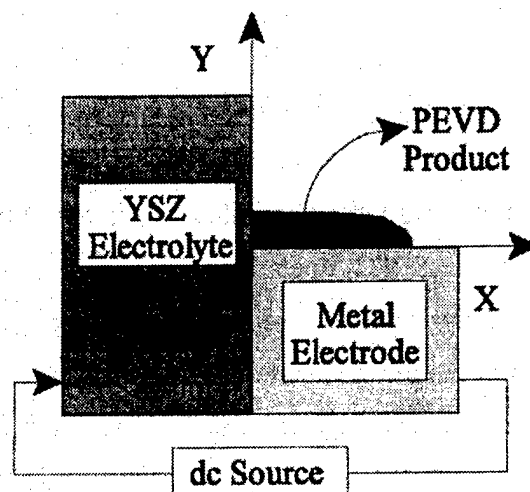 Y
PEVD
Product
YSZ
Electrolyte
X
Metal
Electrode
dc Source